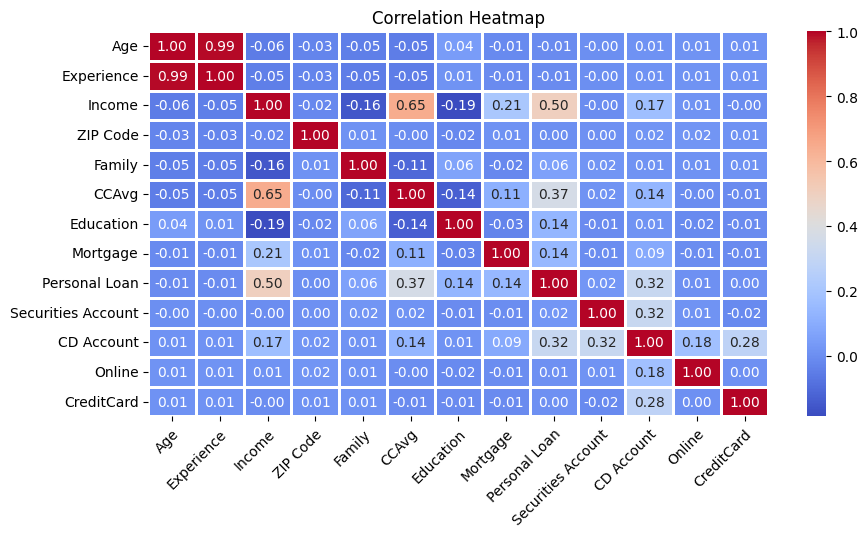 Correlation Heatmap
Age 1.00 0.99 -0.06 -0.03 -0.05 -0.05 0.04 -0.01 -0.01 -0.00 0.01 0.01 0.01
Experience 0.99 1.00 -0.05 -0.03 -0.05 -0.05 0.01 -0.01 -0.01 -0.00 0.01 0.01 0.01
Income -0.06 -0.05 1.00 -0.02 -0.16 0.65 -0.19 0.21 0.50 -0.00 0.17 0.01 -0.00
ZIP Code -0.03 -0.03 -0.02 1.00 0.01 -0.00 -0.02 0.01 0.00 0.00 0.02 0.02 0.01
Family -0.05 -0.05 -0.16 0.01 1.00 -0.11 0.06 -0.02 0.06 0.02 0.01 0.01 0.01
CCAvg -0.05 -0.05 0.65 -0.00 -0.11 1.00 -0.14 0.11 0.37 0.02 0.14 -0.00 -0.01
Education 0.04 0.01 -0.19 -0.02 0.06 -0.14 1.00 -0.03 0.14 -0.01 0.01 -0.02 -0.01
Mortgage -0.01 -0.01 0.21 0.01 -0.02 0.11 -0.03 1.00 0.14 -0.01 0.09 -0.01 -0.01
Personal Loan -0.01 -0.01 0.50 0.00 0.06 0.37 0.14 0.14 1.00 0.02 0.32 0.01 0.00
Securities Account -0.00 -0.00 -0.00 0.00 0.02 0.02 -0.01 -0.01 0.02 1.00 0.32 0.01 -0.02
CD Account 0.01 0.01 0.17 0.02 0.01 0.14 0.01 0.09 0.32 0.32 1.00 0.18 0.28
Online 0.01 0.01 0.01 0.02 0.01 -0.00 -0.02 -0.01 0.01 0.01 0.18 1.00 0.00
CreditCard 0.01 0.01 -0.00 0.01 0.01 -0.01 -0.01 -0.01 0.00 -0.02 0.28 0.00 1.00
Age Experience Income ZIP Code Family CCAvg Education Mortgage Personal Loan Securities Account CD Account Online CreditCard
1.0
0.8
0.6
0.4
0.2
0.0